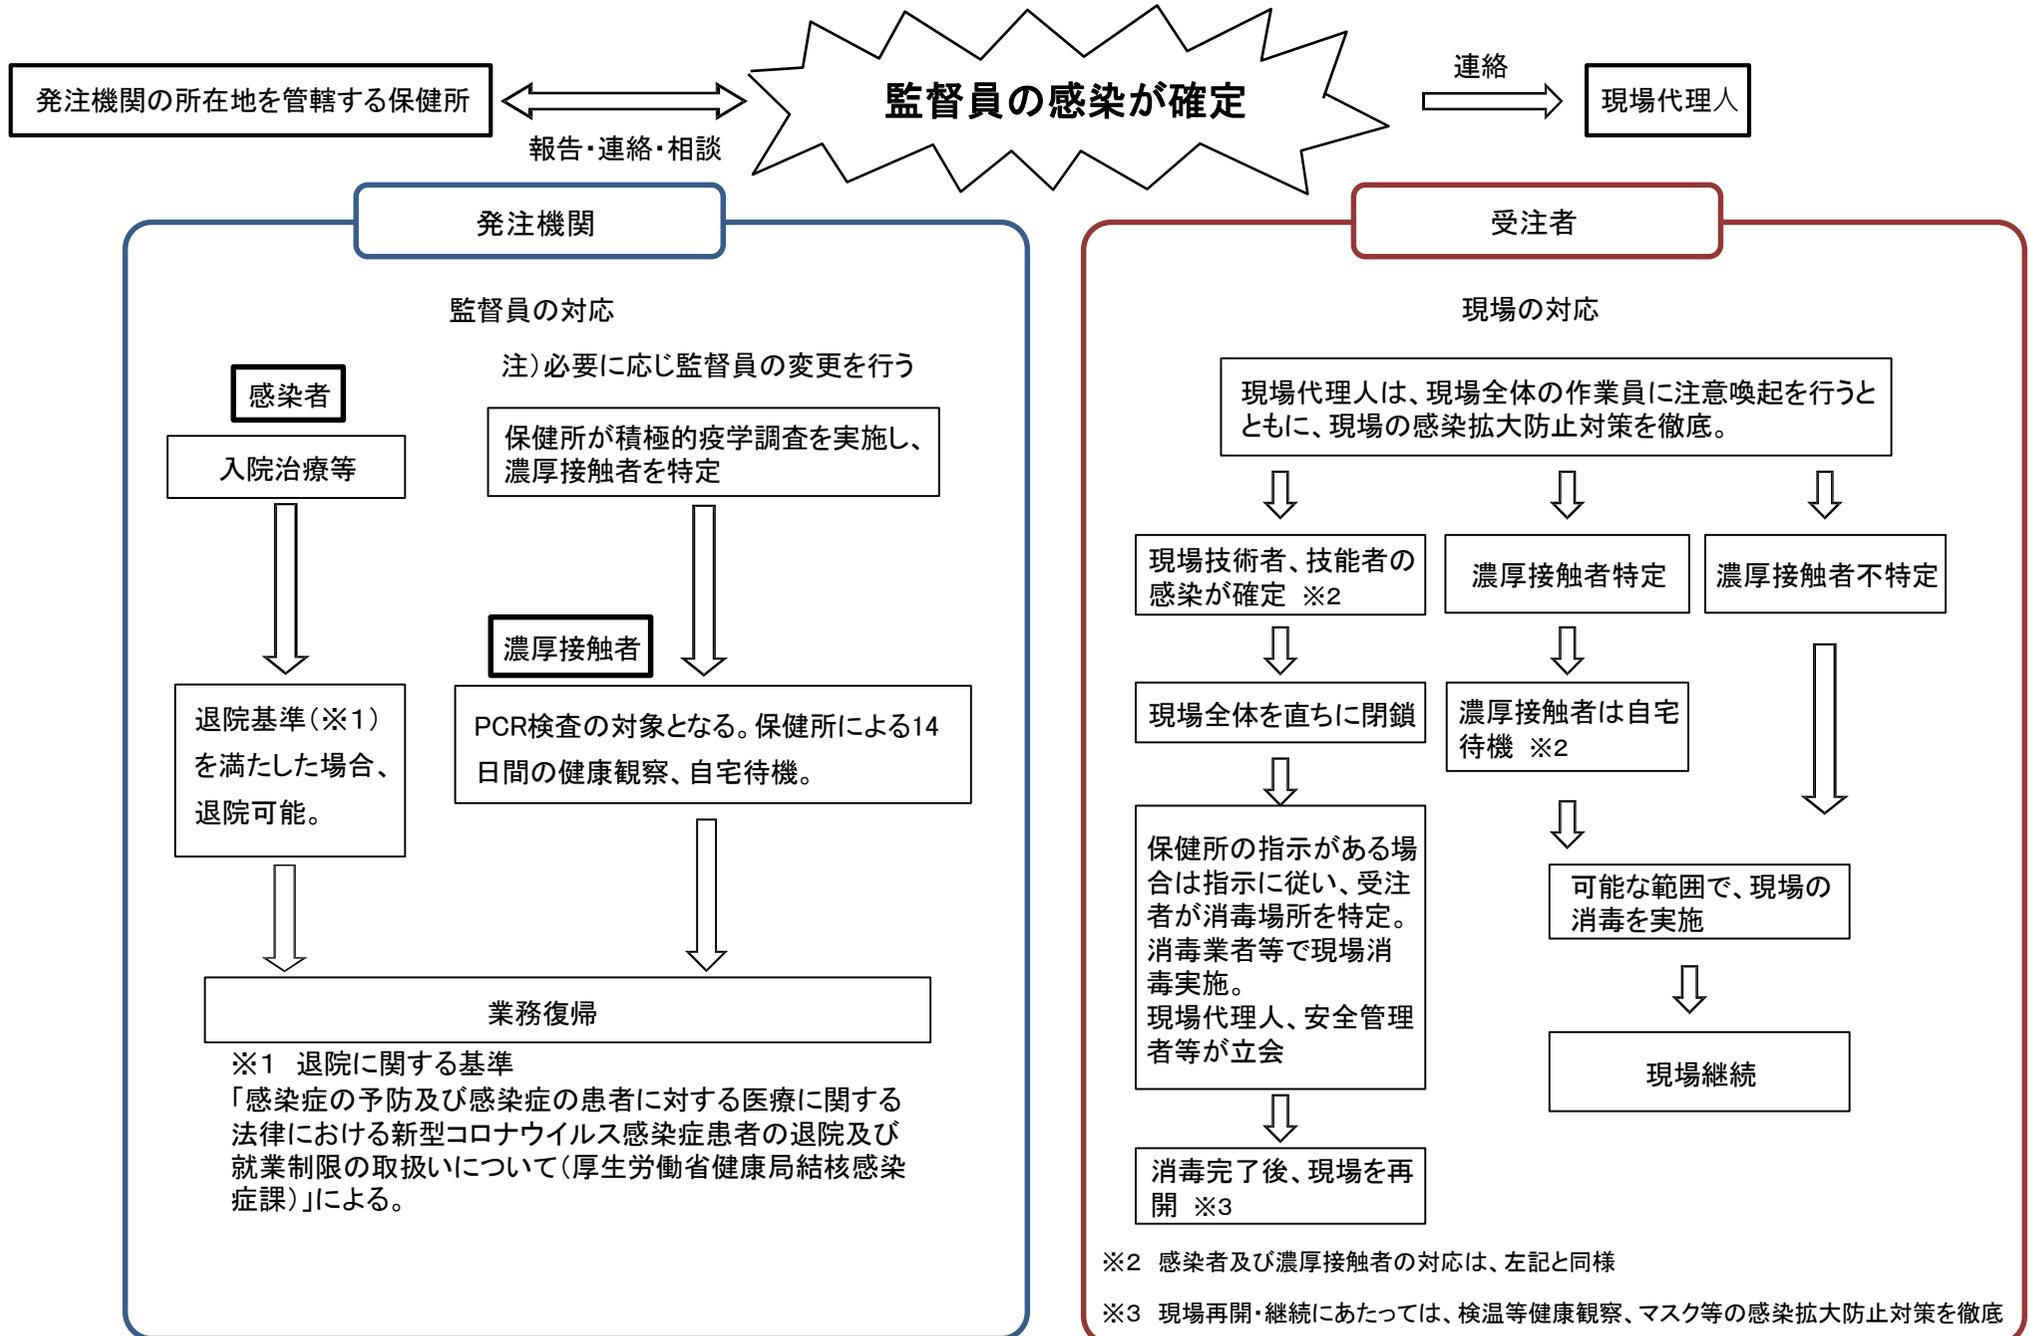 監督員の感染が確定
発注機関の所在地を管轄する保健所
報告・連絡・相談
連絡
現場代理人
発注機関
監督員の対応
注）必要に応じ監督員の変更を行う
感染者
入院治療等
保健所が積極的疫学調査を実施し、
濃厚接触者を特定
濃厚接触者
退院基準（※１）
を満たした場合、
退院可能。
PCR検査の対象となる。保健所による14
日間の健康観察、自宅待機。
業務復帰
※１　退院に関する基準
「感染症の予防及び感染症の患者に対する医療に関する
法律における新型コロナウイルス感染症患者の退院及び
就業制限の取扱いについて（厚生労働省健康局結核感染
症課）」による。
受注者
現場の対応
現場代理人は、現場全体の作業員に注意喚起を行うと
ともに、現場の感染拡大防止対策を徹底。
現場技術者、技能者の
感染が確定 ※2
現場全体を直ちに閉鎖
保健所の指示がある場
合は指示に従い、受注
者が消毒場所を特定。
消毒業者等で現場消
毒実施。
現場代理人、安全管理
者等が立会
消毒完了後、現場を再
開 ※3
濃厚接触者特定
濃厚接触者は自宅
待機 ※2
濃厚接触者不特定
可能な範囲で、現場の
消毒を実施
現場継続
※2　感染者及び濃厚接触者の対応は、左記と同様
※3　現場再開・継続にあたっては、検温等健康観察、マスク等の感染拡大防止対策を徹底